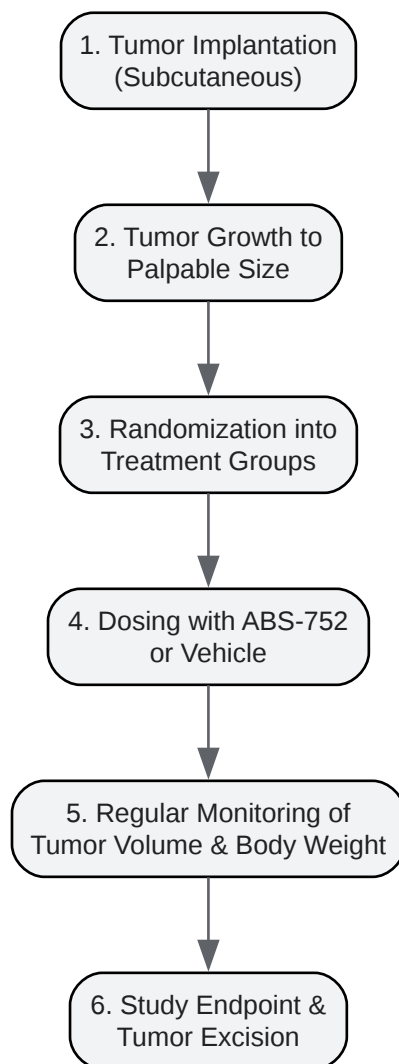 1. Tumor Implantation
(Subcutaneous)
2. Tumor Growth to
Palpable Size
3. Randomization into
Treatment Groups
4. Dosing with ABS-752
or Vehicle
5. Regular Monitoring of
Tumor Volume & Body Weight
6. Study Endpoint &
Tumor Excision